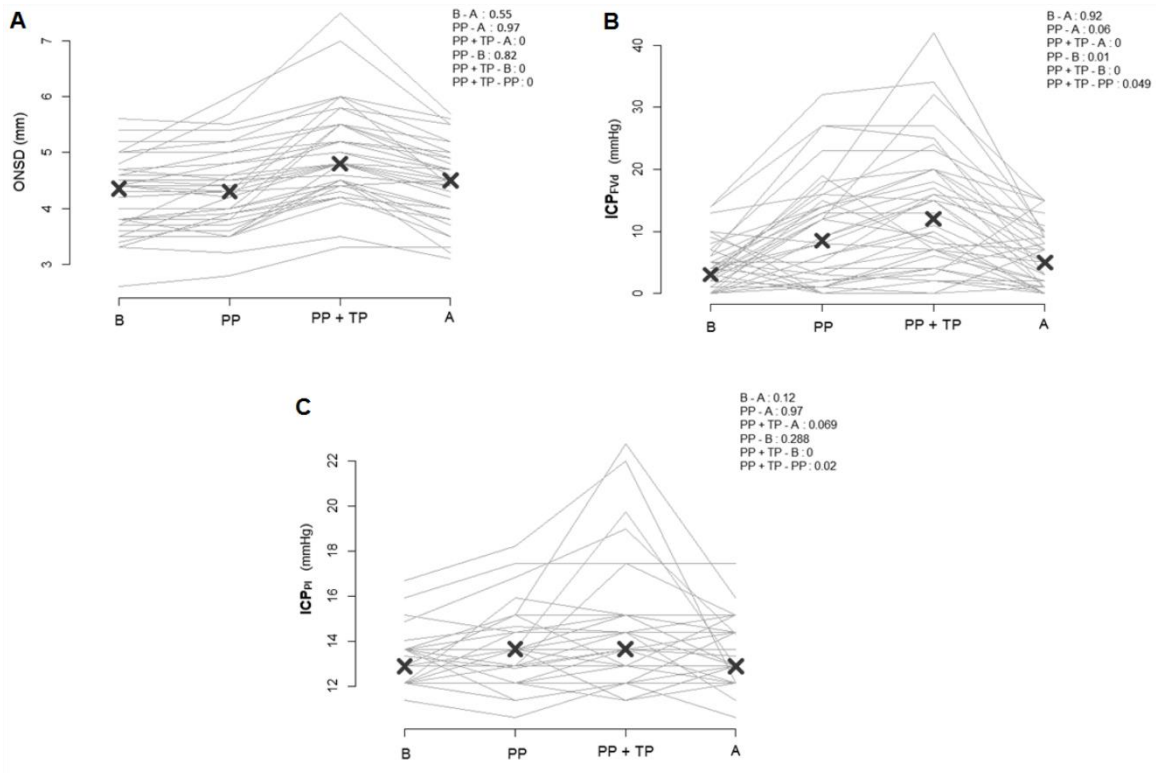 A
B - A : 0.55
PP - A : 0.97
PP + TP - A : 0
PP - B : 0.82
PP + TP - B : 0
PP + TP - PP : 0
ONSD (mm)
7
6
5
4
3
B PP PP + TP A
B
B - A : 0.92
PP - A : 0.06
PP + TP - A : 0
PP - B : 0.01
PP + TP - B : 0
PP + TP - PP : 0.049
ICPFVd (mmHg)
40
30
20
10
0
B PP PP + TP A
C
B - A : 0.12
PP - A : 0.97
PP + TP - A : 0.069
PP - B : 0.288
PP + TP - B : 0
PP + TP - PP : 0.02
ICPPI (mmHg)
22
20
18
16
14
12
B PP PP + TP A